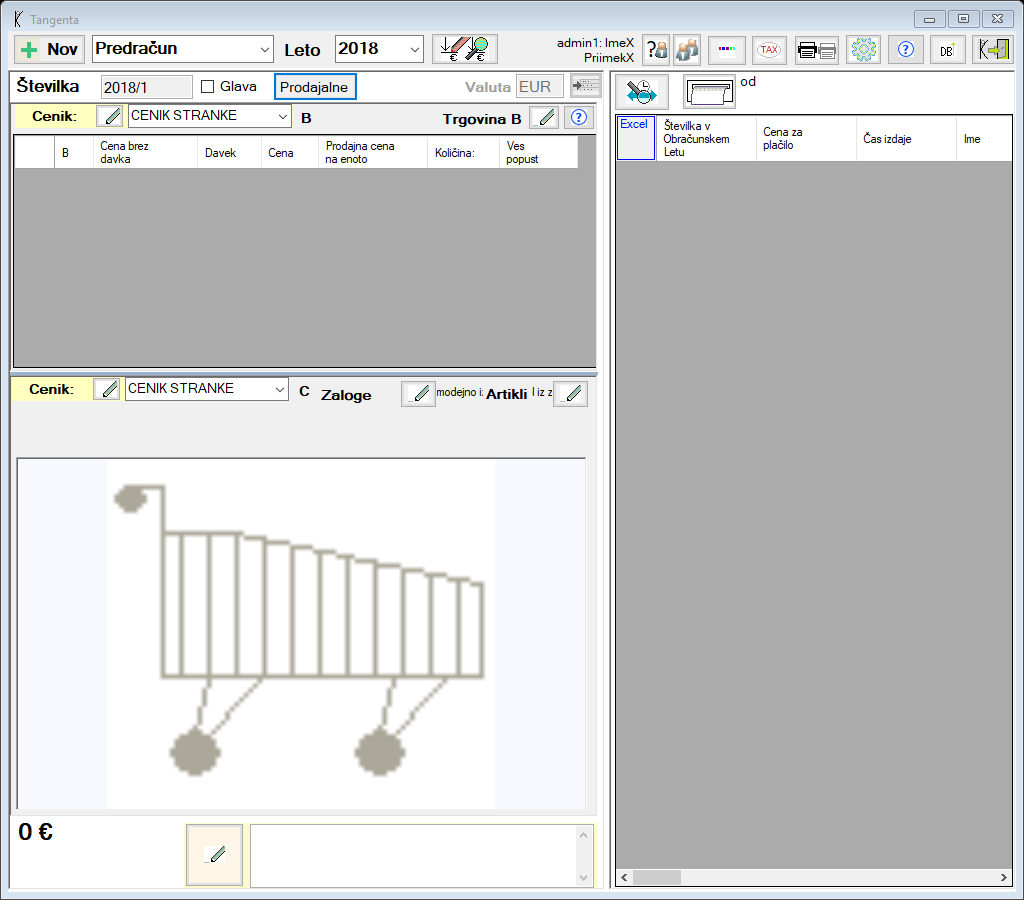 Tangenta
Nov
Predračun
Leto
2018
€ €
admin1: ImeX
PriimekX
?
TAX
?
DB
Številka
2018/1
Glava
Prodajalne
Valuta
EUR
od
Cenik:
CENIK STRANKE
B
Trgovina B
?
B
Cena brez
davka
Davek
Cena
Prodajna cena
na enoto
Količina:
Ves
popust
Excel
Številka v
Obračunskem
Letu
Cena za
plačilo
Čas izdaje
Ime
Cenik:
CENIK STRANKE
C
Zaloge
modejno i:
Artikli
l iz z
0 €